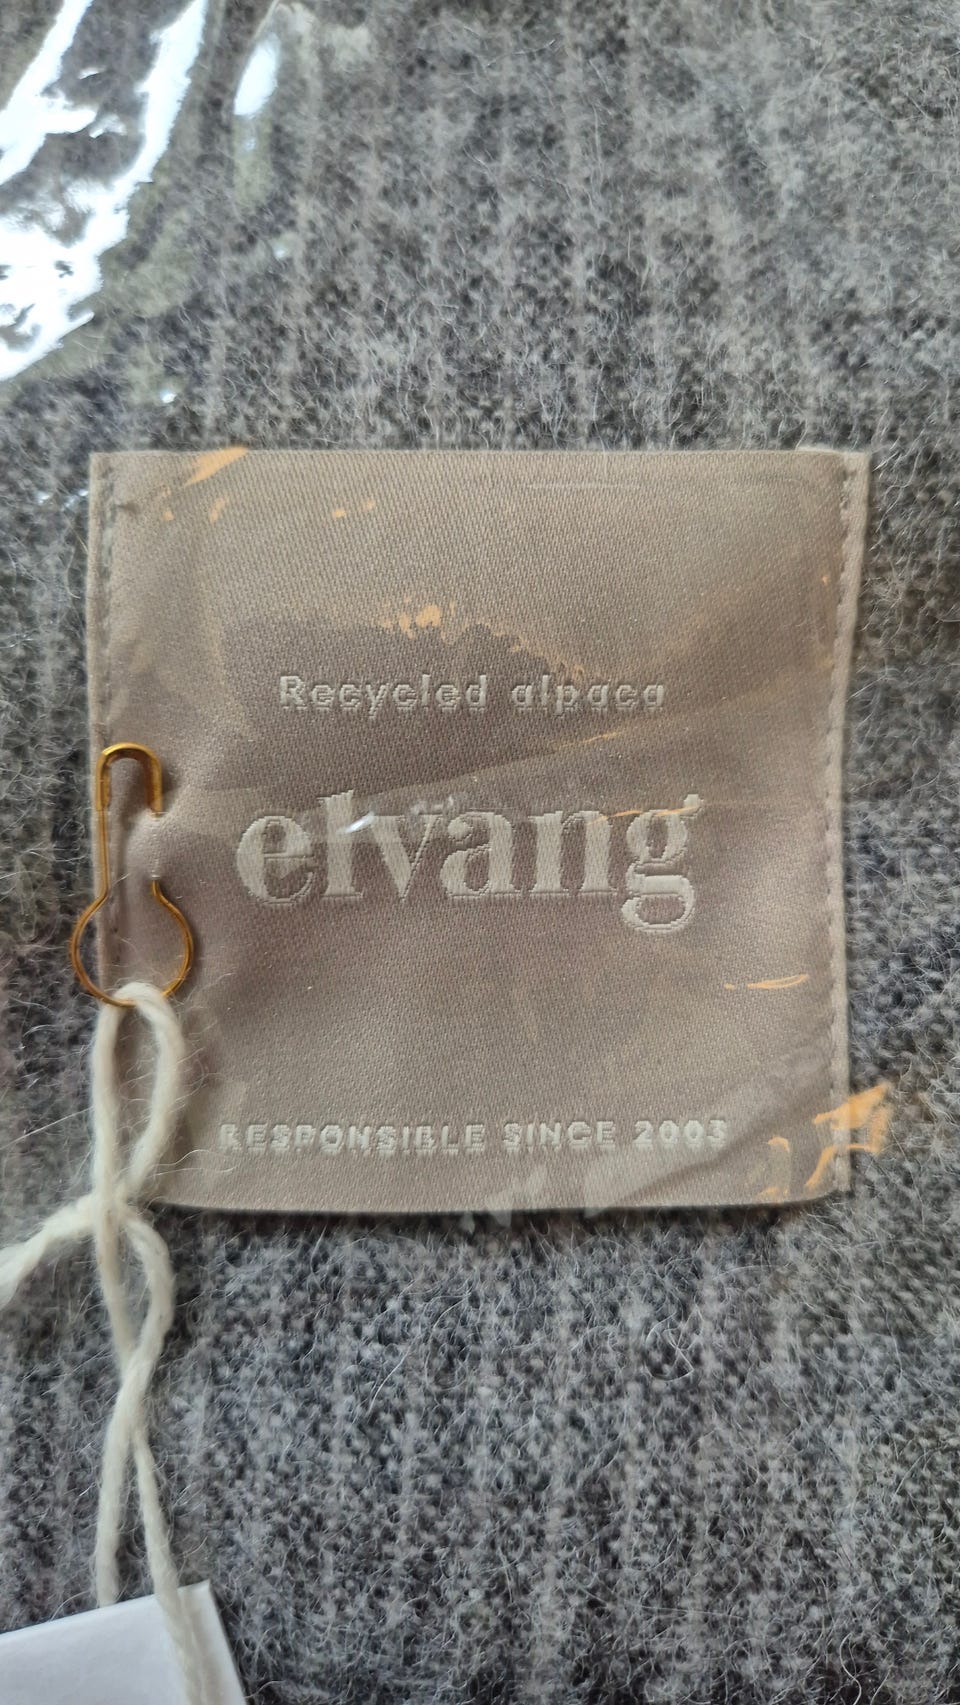 Recycled alpaca
elvang
RESPONSIBLE SINCE 2003